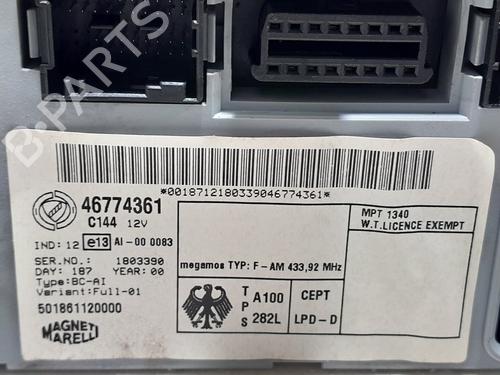 B-PARTS
*0018712180339046774361*
46774361
C144 12V
IND: 12 e13 AI-00 0083
SER.NO.: 1803390
DAY: 187 YEAR: 00
Type:BC-AI
Variant:Full-01
501861120000
MAGNETI
MARELLI
megamos TYP: F-AM 433,92 MHz
TPS
A100
282L
CEPT
LPD-D
MPT 1340
W.T.LICENCE EXEMPT